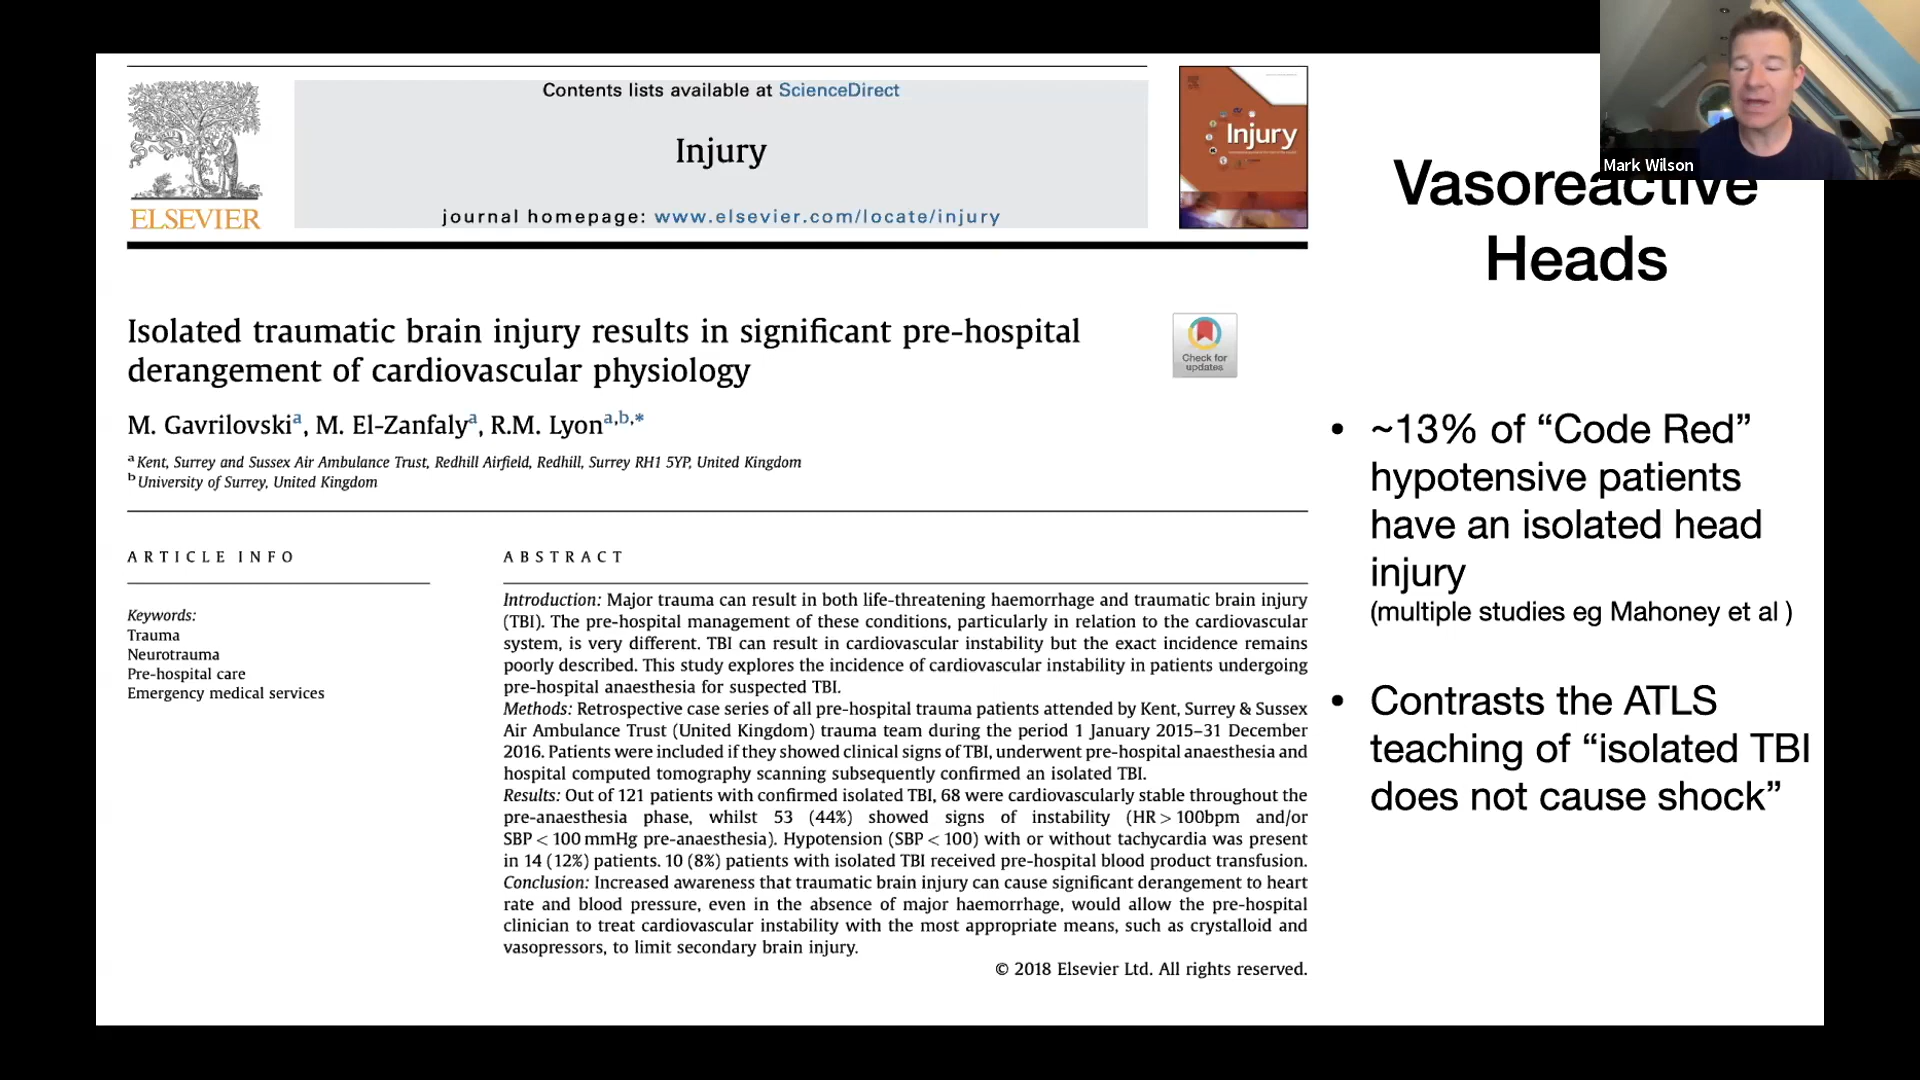 Contents lists available at ScienceDirect
Injury
journal homepage: www.elsevier.com/locate/injury
ELSEVIER
Injury
Mark Wilson
Vasoreactive
Heads
Isolated traumatic brain injury results in significant pre-hospital
derangement of cardiovascular physiology
Check for
updates
M. Gavrilovskiᵃ, M. El-Zanfalyᵃ, R.M. Lyonᵃ,ᵇ,*
ᵃ Kent, Surrey and Sussex Air Ambulance Trust, Redhill Airfield, Redhill, Surrey RH1 5YP, United Kingdom
ᵇ University of Surrey, United Kingdom
ARTICLE INFO
Keywords:
Trauma
Neurotrauma
Pre-hospital care
Emergency medical services
ABSTRACT
Introduction: Major trauma can result in both life-threatening haemorrhage and traumatic brain injury
(TBI). The pre-hospital management of these conditions, particularly in relation to the cardiovascular
system, is very different. TBI can result in cardiovascular instability but the exact incidence remains
poorly described. This study explores the incidence of cardiovascular instability in patients undergoing
pre-hospital anaesthesia for suspected TBI.
Methods: Retrospective case series of all pre-hospital trauma patients attended by Kent, Surrey & Sussex
Air Ambulance Trust (United Kingdom) trauma team during the period 1 January 2015–31 December
2016. Patients were included if they showed clinical signs of TBI, underwent pre-hospital anaesthesia and
hospital computed tomography scanning subsequently confirmed an isolated TBI.
Results: Out of 121 patients with confirmed isolated TBI, 68 were cardiovascularly stable throughout the
pre-anaesthesia phase, whilst 53 (44%) showed signs of instability (HR > 100bpm and/or
SBP < 100 mmHg pre-anaesthesia). Hypotension (SBP < 100) with or without tachycardia was present
in 14 (12%) patients. 10 (8%) patients with isolated TBI received pre-hospital blood product transfusion.
Conclusion: Increased awareness that traumatic brain injury can cause significant derangement to heart
rate and blood pressure, even in the absence of major haemorrhage, would allow the pre-hospital
clinician to treat cardiovascular instability with the most appropriate means, such as crystalloid and
vasopressors, to limit secondary brain injury.
© 2018 Elsevier Ltd. All rights reserved.
• ~13% of “Code Red”
hypotensive patients
have an isolated head
injury
(multiple studies eg Mahoney et al )
• Contrasts the ATLS
teaching of “isolated TBI
does not cause shock”